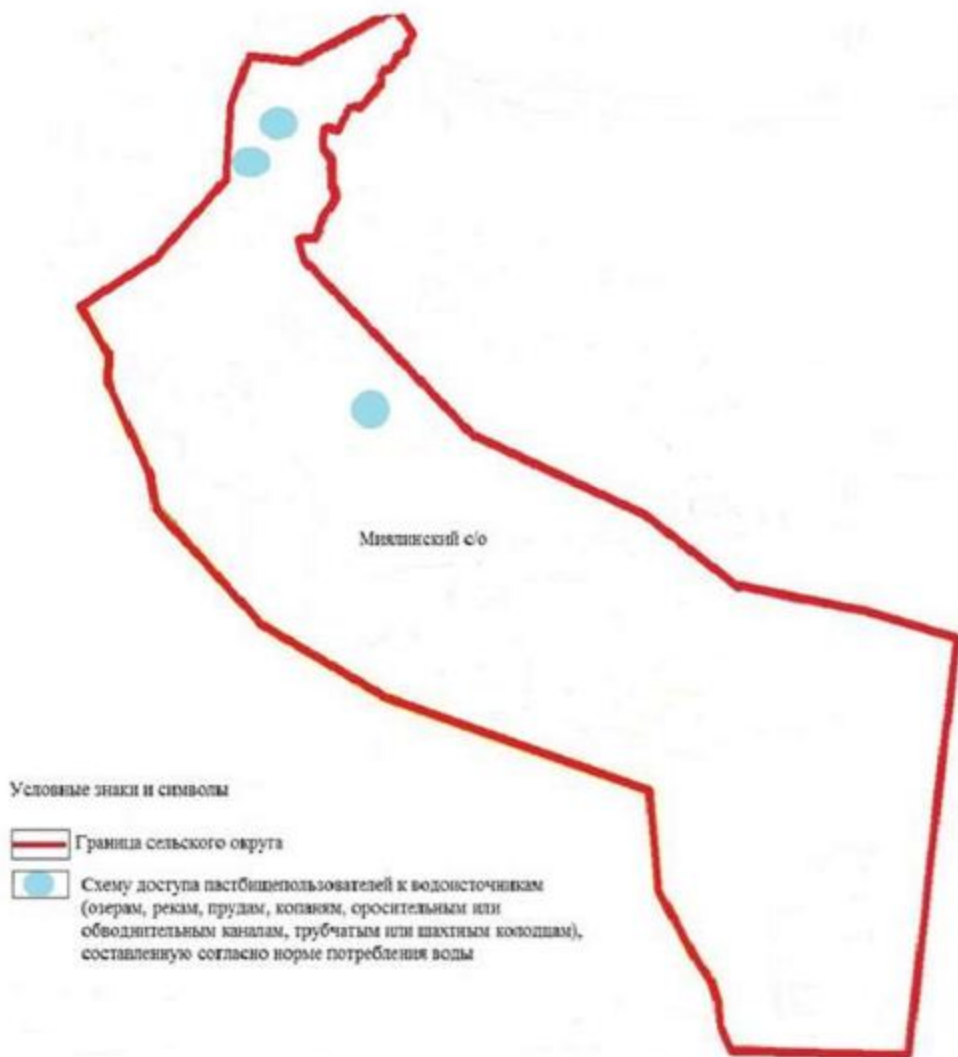 Миялинский с/о
Условные знаки и символы
Граница сельского округа
Схему доступа пастбищепользователей к водоисточникам
(озерам, рекам, прудам, копаням, оросительным или
обводнительным каналам, трубчатым или шахтным колодцам),
составленную согласно норме потребления воды